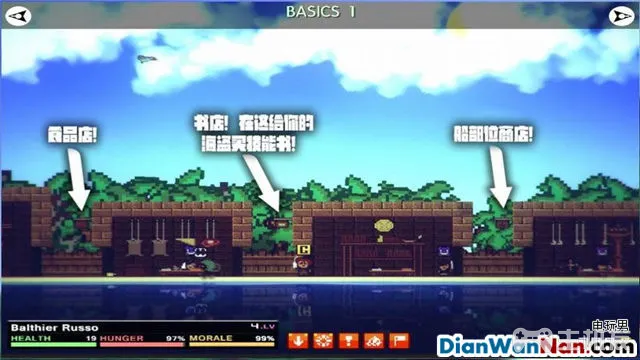 BASICS 1
药品店!
书店! 在这给你的
海盗买技能书!
船部位商店!
C
Balthier Russo
4.LV
HEALTH 19 HUNGER 97% MORALE 99%
电玩男
DianWanNan.com